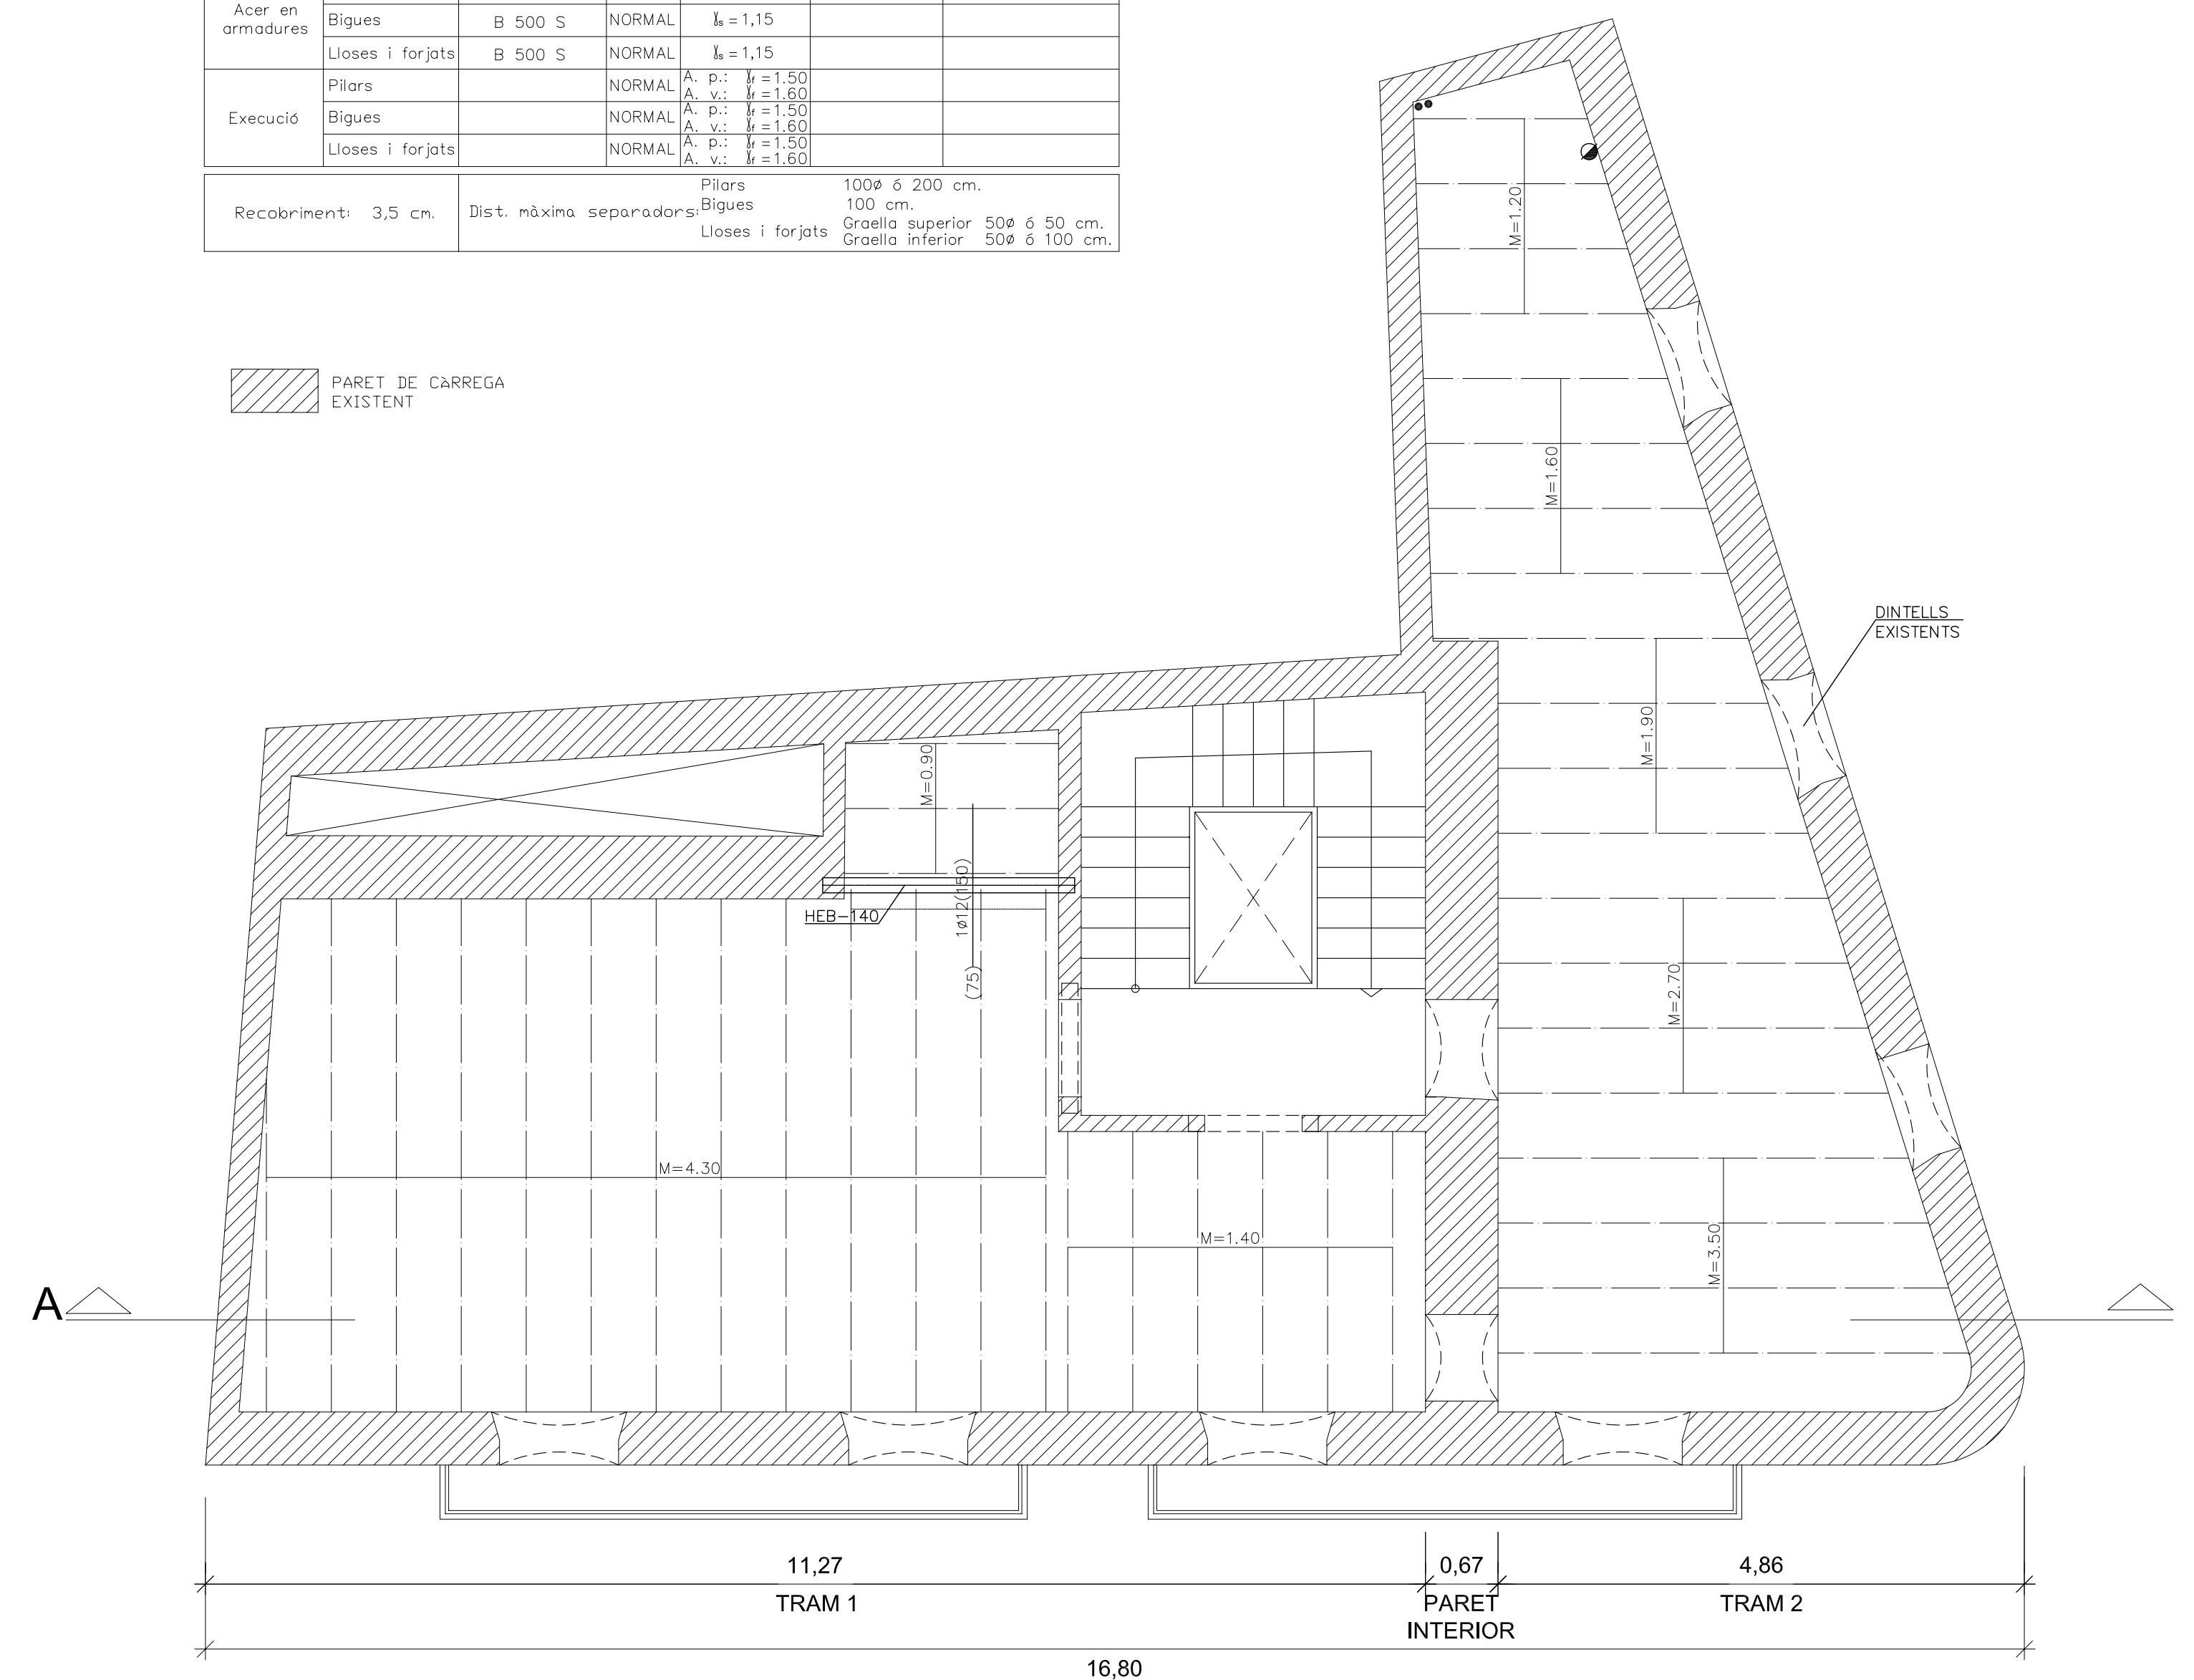 Acer en
armadures
Bigues B 500 S NORMAL γs = 1,15
Lloses i forjats B 500 S NORMAL γs = 1,15
Execució
Pilars NORMAL A. p.: γf = 1.50
A. v.: γf = 1.60
Bigues NORMAL A. p.: γf = 1.50
A. v.: γf = 1.60
Lloses i forjats NORMAL A. p.: γf = 1.50
A. v.: γf = 1.60
Recobriment: 3,5 cm.
Dist. màxima separadors:
Pilars 100ø ó 200 cm.
Bigues 100 cm.
Lloses i forjats
Graella superior 50ø ó 50 cm.
Graella inferior 50ø ó 100 cm.
PARET DE CÀRREGA
EXISTENT
M=1.20
M=1.60
DINTELLS
EXISTENTS
M=1.90
M=0.90
1ø12(150)
(75)
HEB-140
M=2.70
M=4.30
M=1.40
M=3.50
A
11,27
0,67
4,86
TRAM 1
PARET
INTERIOR
TRAM 2
16,80